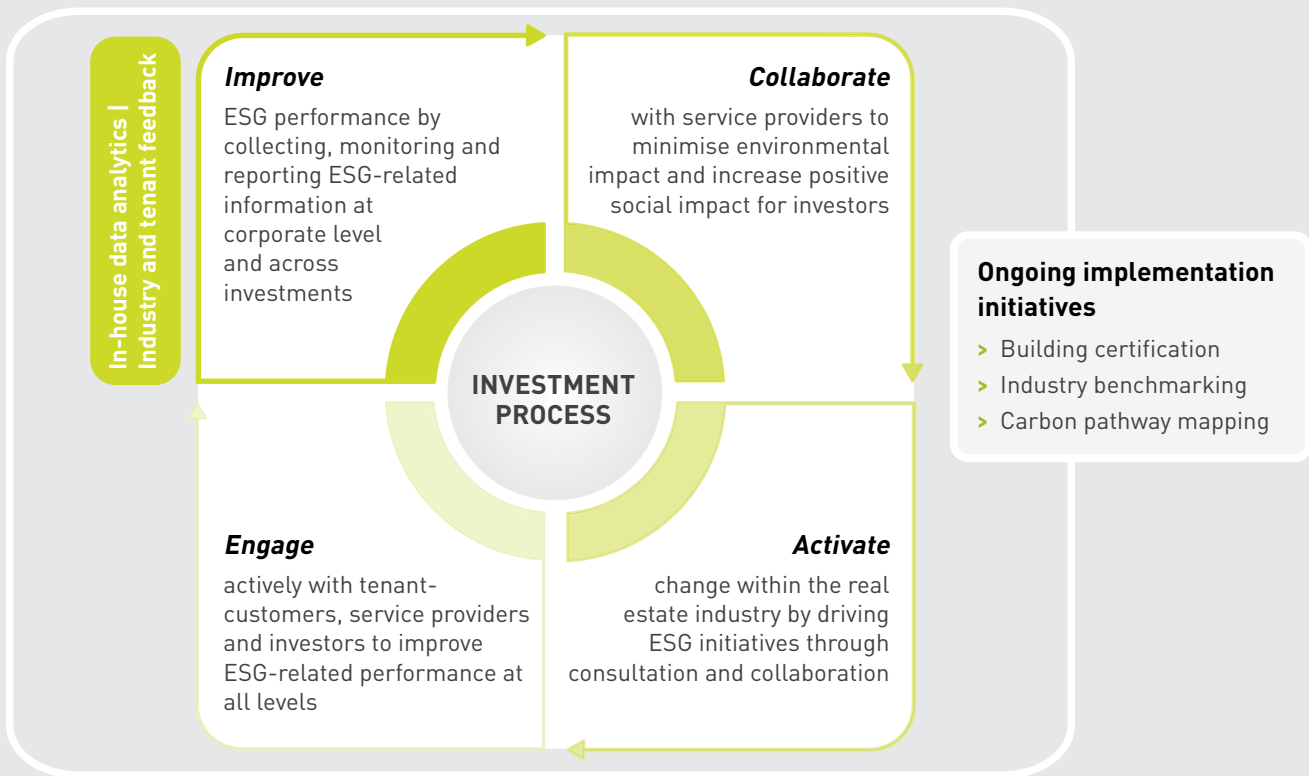 In-house data analytics |
Industry and tenant feedback
Improve
ESG performance by
collecting, monitoring and
reporting ESG-related
information at
corporate level
and across
investments
Collaborate
with service providers to
minimise environmental
impact and increase positive
social impact for investors
INVESTMENT
PROCESS
Engage
actively with tenant-
customers, service providers
and investors to improve
ESG-related performance at
all levels
Activate
change within the real
estate industry by driving
ESG initiatives through
consultation and collaboration
Ongoing implementation
initiatives
> Building certification
> Industry benchmarking
> Carbon pathway mapping